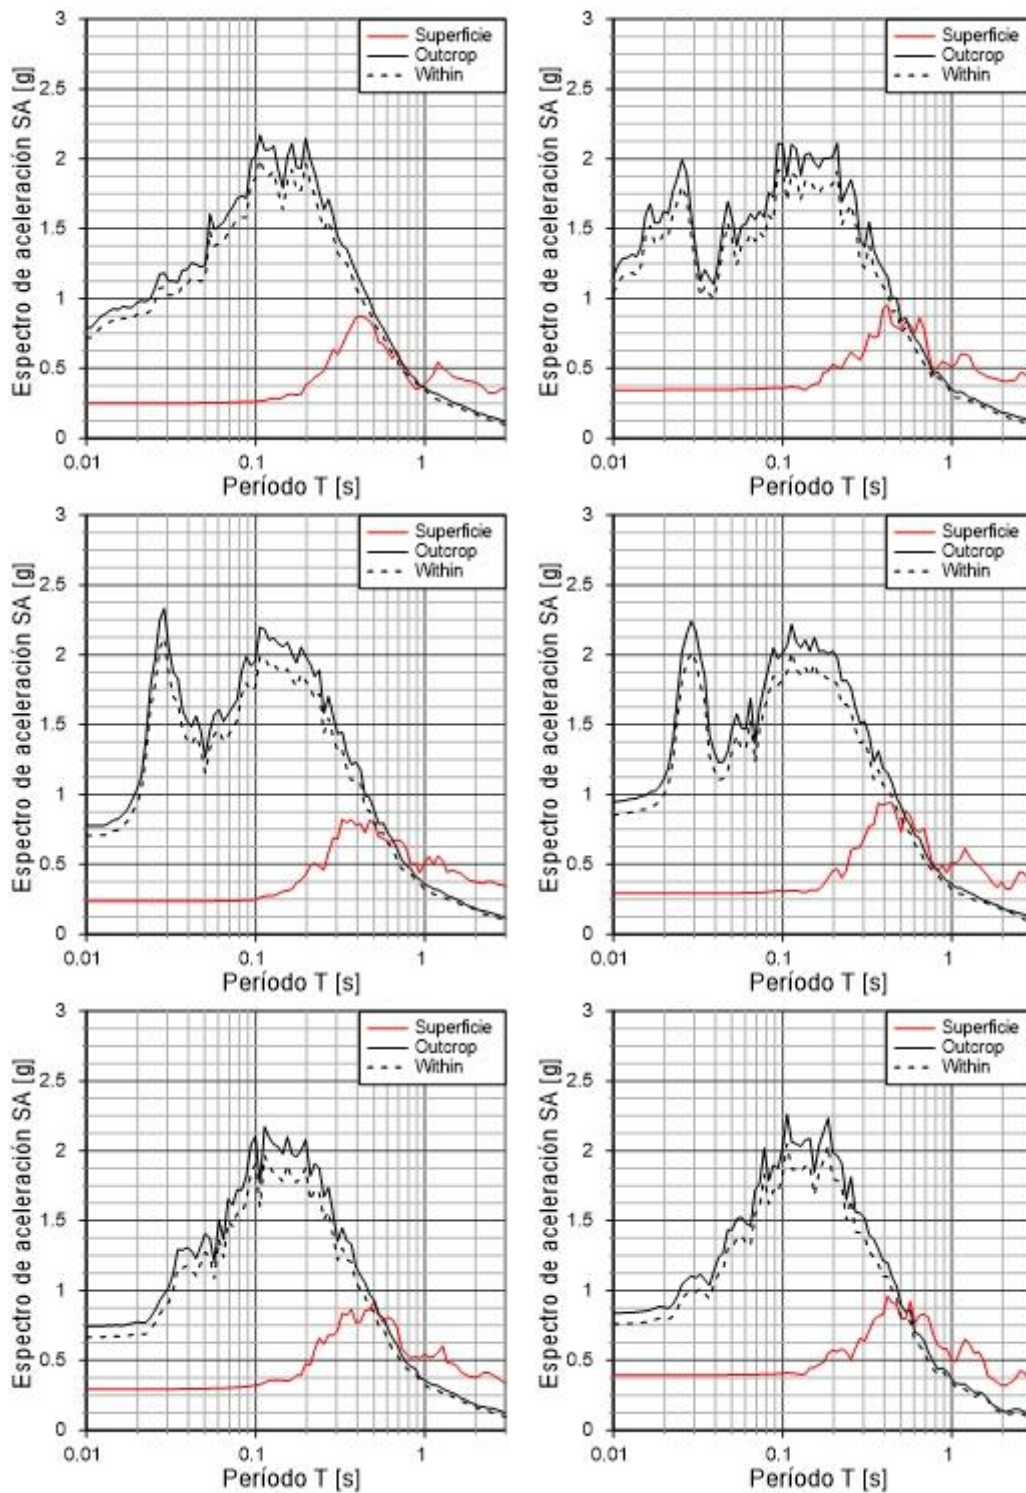 Espectro de aceleración SA [g]
3
2.5
2
1.5
1
0.5
0
Superficie
Outcrop
Within
0.01
0.1
1
Período T [s]
Espectro de aceleración SA [g]
3
2.5
2
1.5
1
0.5
0
Superficie
Outcrop
Within
0.01
0.1
1
Período T [s]
Espectro de aceleración SA [g]
3
2.5
2
1.5
1
0.5
0
Superficie
Outcrop
Within
0.01
0.1
1
Período T [s]
Espectro de aceleración SA [g]
3
2.5
2
1.5
1
0.5
0
Superficie
Outcrop
Within
0.01
0.1
1
Período T [s]
Espectro de aceleración SA [g]
3
2.5
2
1.5
1
0.5
0
Superficie
Outcrop
Within
0.01
0.1
1
Período T [s]
Espectro de aceleración SA [g]
3
2.5
2
1.5
1
0.5
0
Superficie
Outcrop
Within
0.01
0.1
1
Período T [s]